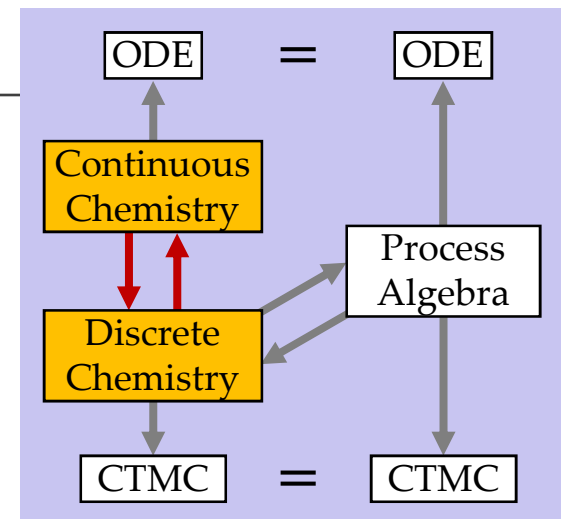 ODE = ODE
Continuous
Chemistry
Process
Algebra
Discrete
Chemistry
CTMC = CTMC